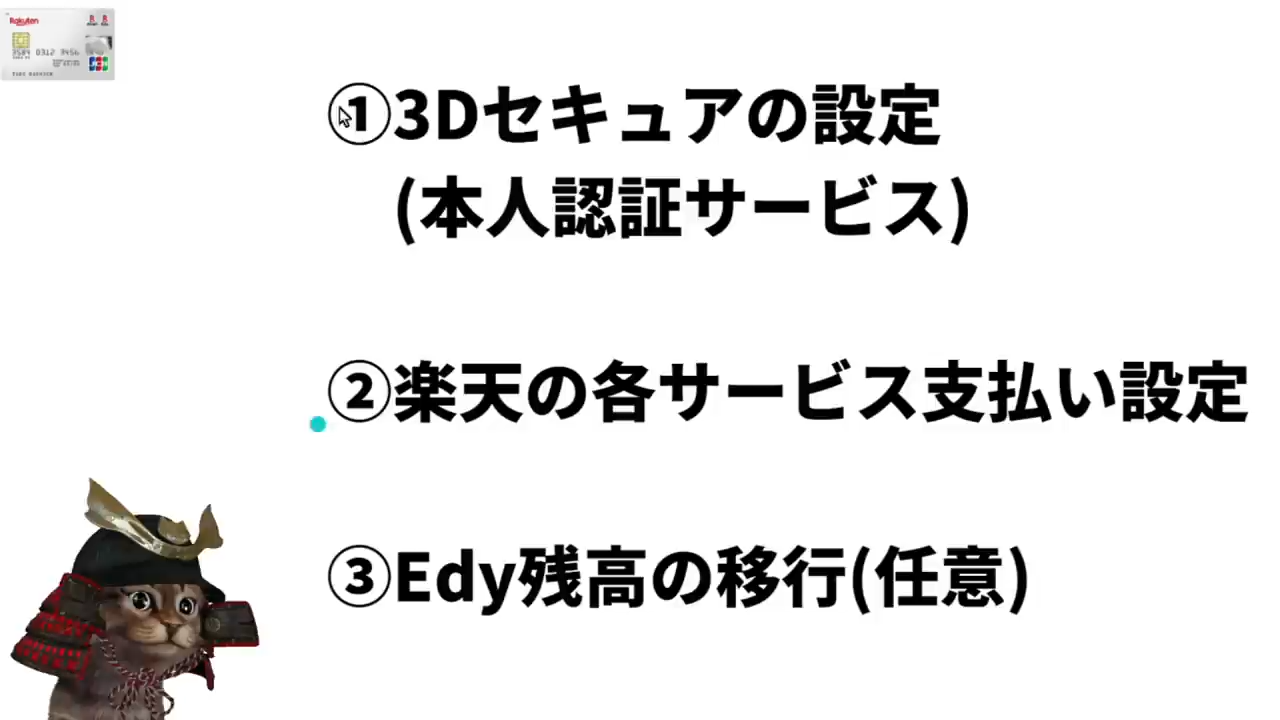 Rakuten
①3Dセキュアの設定
(本人認証サービス)
②楽天の各サービス支払い設定
③Edy残高の移行(任意)